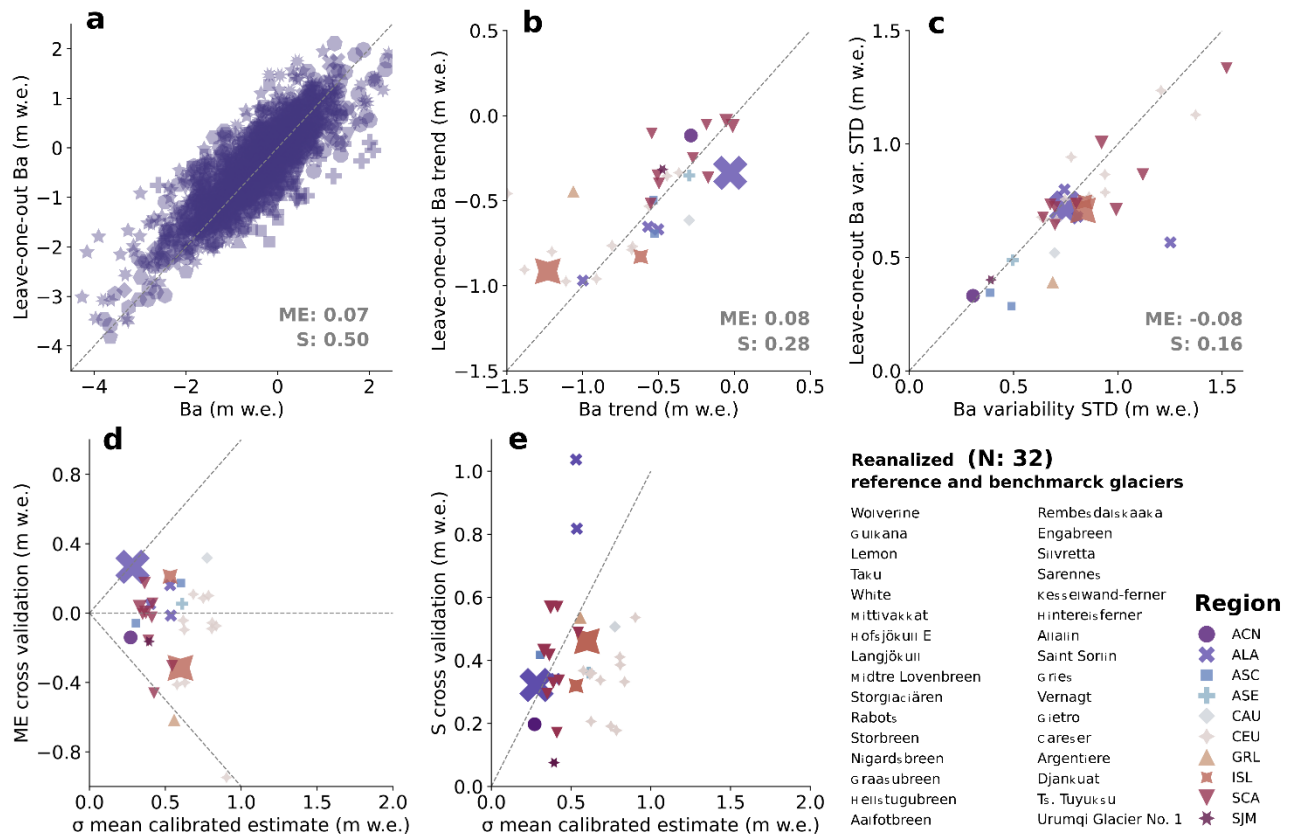 a
Leave-one-out Ba (m w.e.)
2
1
0
−1
−2
−3
−4
ME: 0.07
S: 0.50
−4
−2
0
2
Ba (m w.e.)
b
Leave-one-out Ba trend (m w.e.)
0.5
0.0
−0.5
−1.0
−1.5
ME: 0.08
S: 0.28
−1.5
−1.0
−0.5
0.0
0.5
Ba trend (m w.e.)
c
Leave-one-out Ba var. STD (m w.e.)
1.5
1.0
0.5
0.0
ME: -0.08
S: 0.16
0.0
0.5
1.0
1.5
Ba variability STD (m w.e.)
d
ME cross validation (m w.e.)
0.8
0.4
0.0
−0.4
−0.8
0.0
0.5
1.0
1.5
2.0
σ mean calibrated estimate (m w.e.)
e
S cross validation (m w.e.)
1.0
0.8
0.6
0.4
0.2
0.0
0.0
0.5
1.0
1.5
2.0
σ mean calibrated estimate (m w.e.)
Reanalized (N: 32)
reference and benchmarck glaciers
Wolverine
Gulkana
Lemon
Taku
White
Mittivakkat
Hofsjökull E
Langjökull
Midtre Lovenbreen
Storglaciären
Rabots
Storbreen
Nigardsbreen
Graasubreen
Hellstugubreen
Aalfotbreen
Rembesdalskaaka
Engabreen
Silvretta
Sarennes
Kesselwand-ferner
Hintereisferner
Allalin
Saint Sorlin
Gries
Vernagt
Gietro
Careser
Argentiere
Djankuat
Ts. Tuyuksu
Urumqi Glacier No. 1
Region
ACN
ALA
ASC
ASE
CAU
CEU
GRL
ISL
SCA
SJM